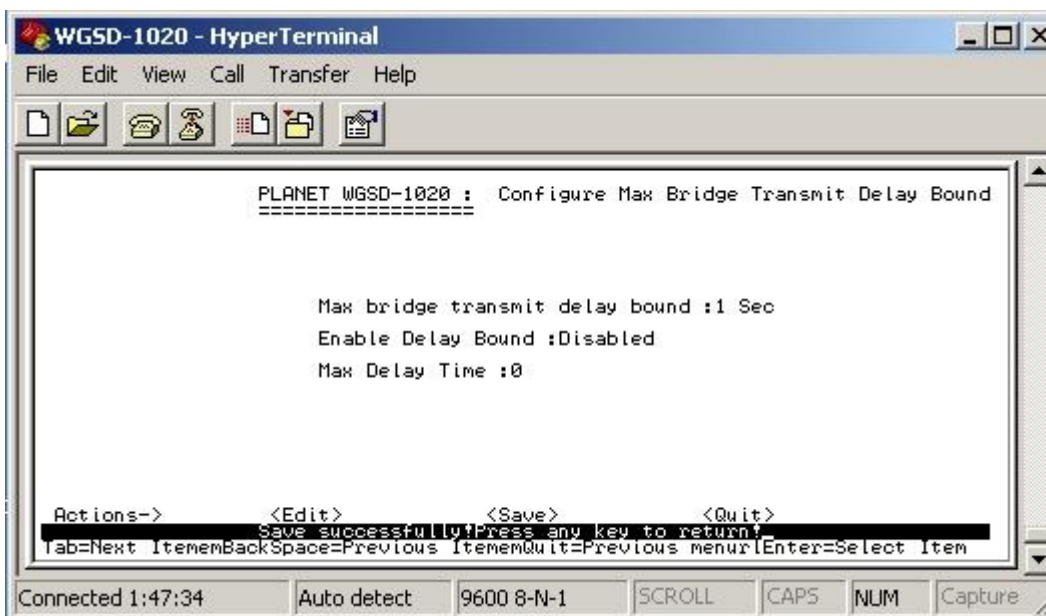 WGSD-1020 - HyperTerminal
File Edit View Call Transfer Help
PLANET WGSD-1020 : Configure Max Bridge Transmit Delay Bound
==================
Max bridge transmit delay bound :1 Sec
Enable Delay Bound :Disabled
Max Delay Time :0
Actions-> <Edit> <Save> <Quit>
Save successfully!Press any key to return!_
Tab=Next ItememBackSpace=Previous ItememQuit=Previous menurlEnter=Select Item
Connected 1:47:34 Auto detect 9600 8-N-1 SCROLL CAPS NUM Capture